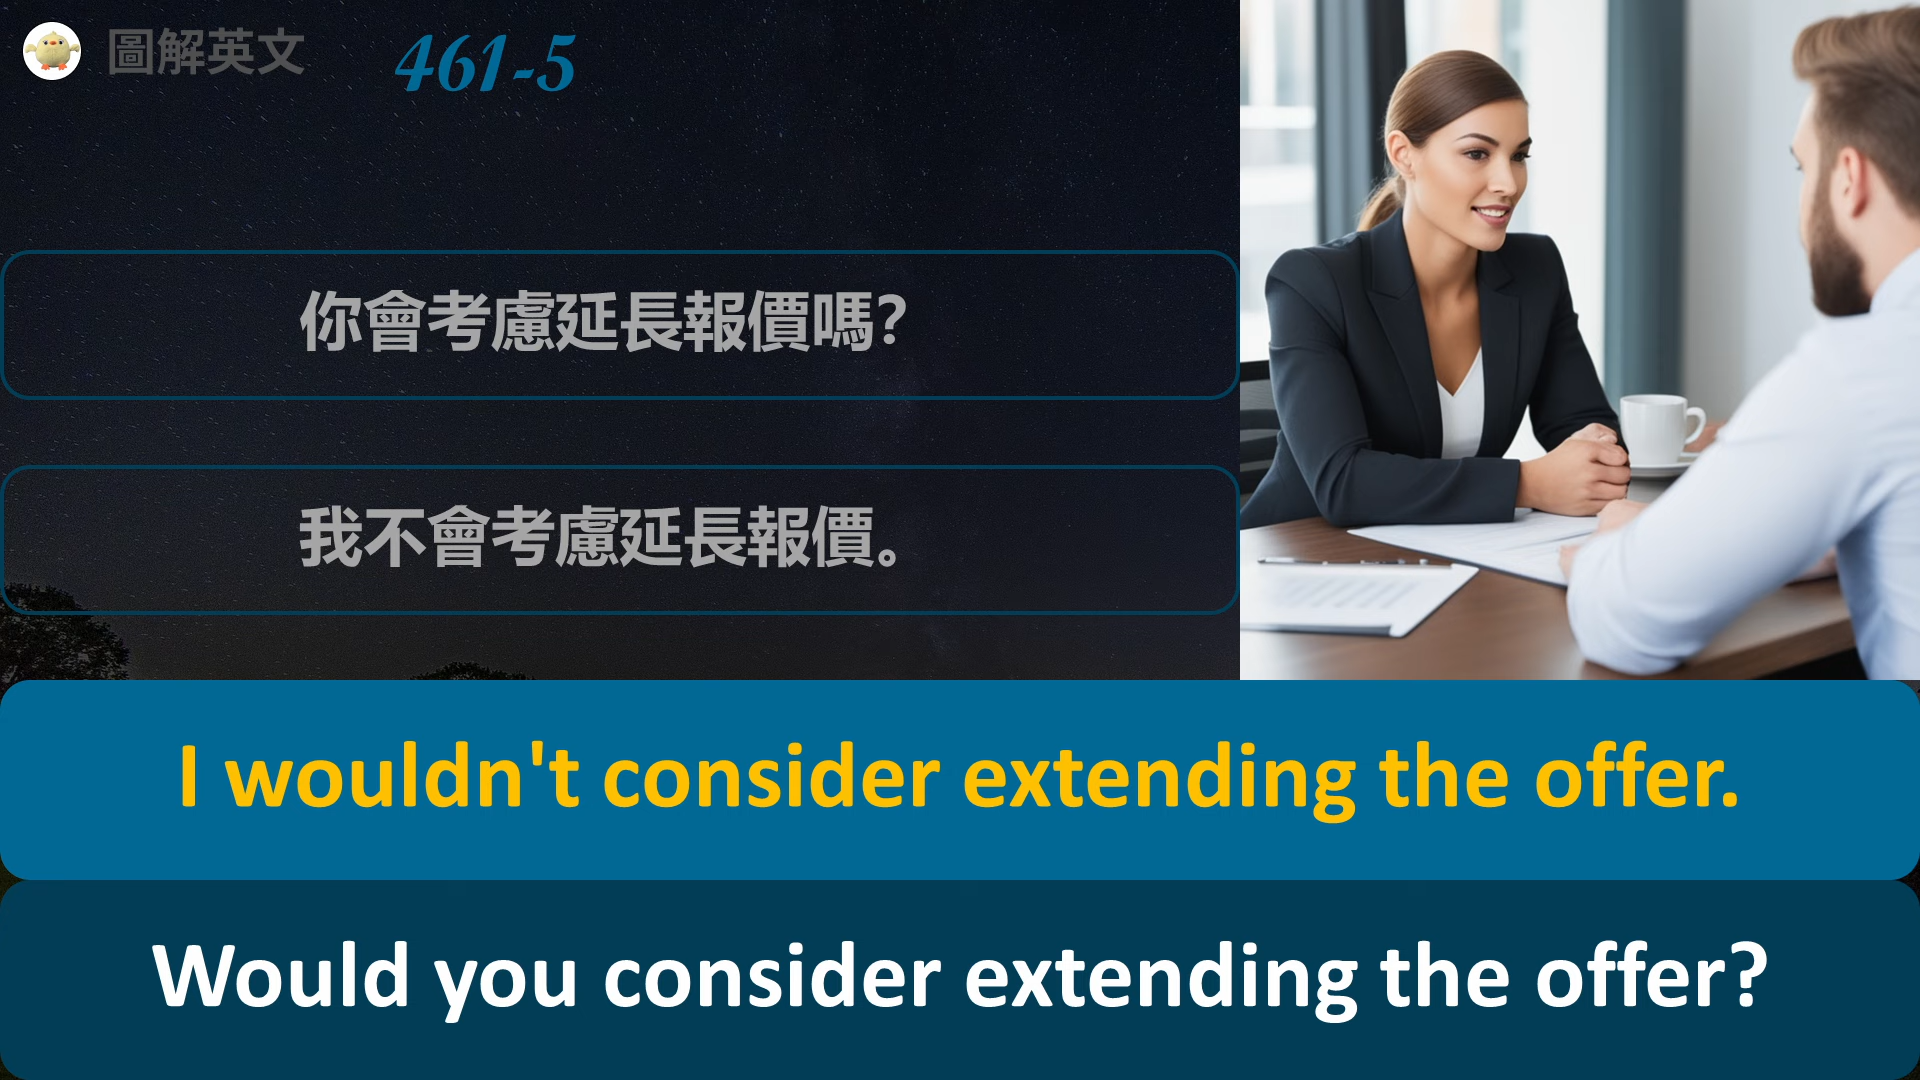 圖解英文 461-5
你會考慮延長報價嗎?
我不會考慮延長報價。
I wouldn't consider extending the offer.
Would you consider extending the offer?